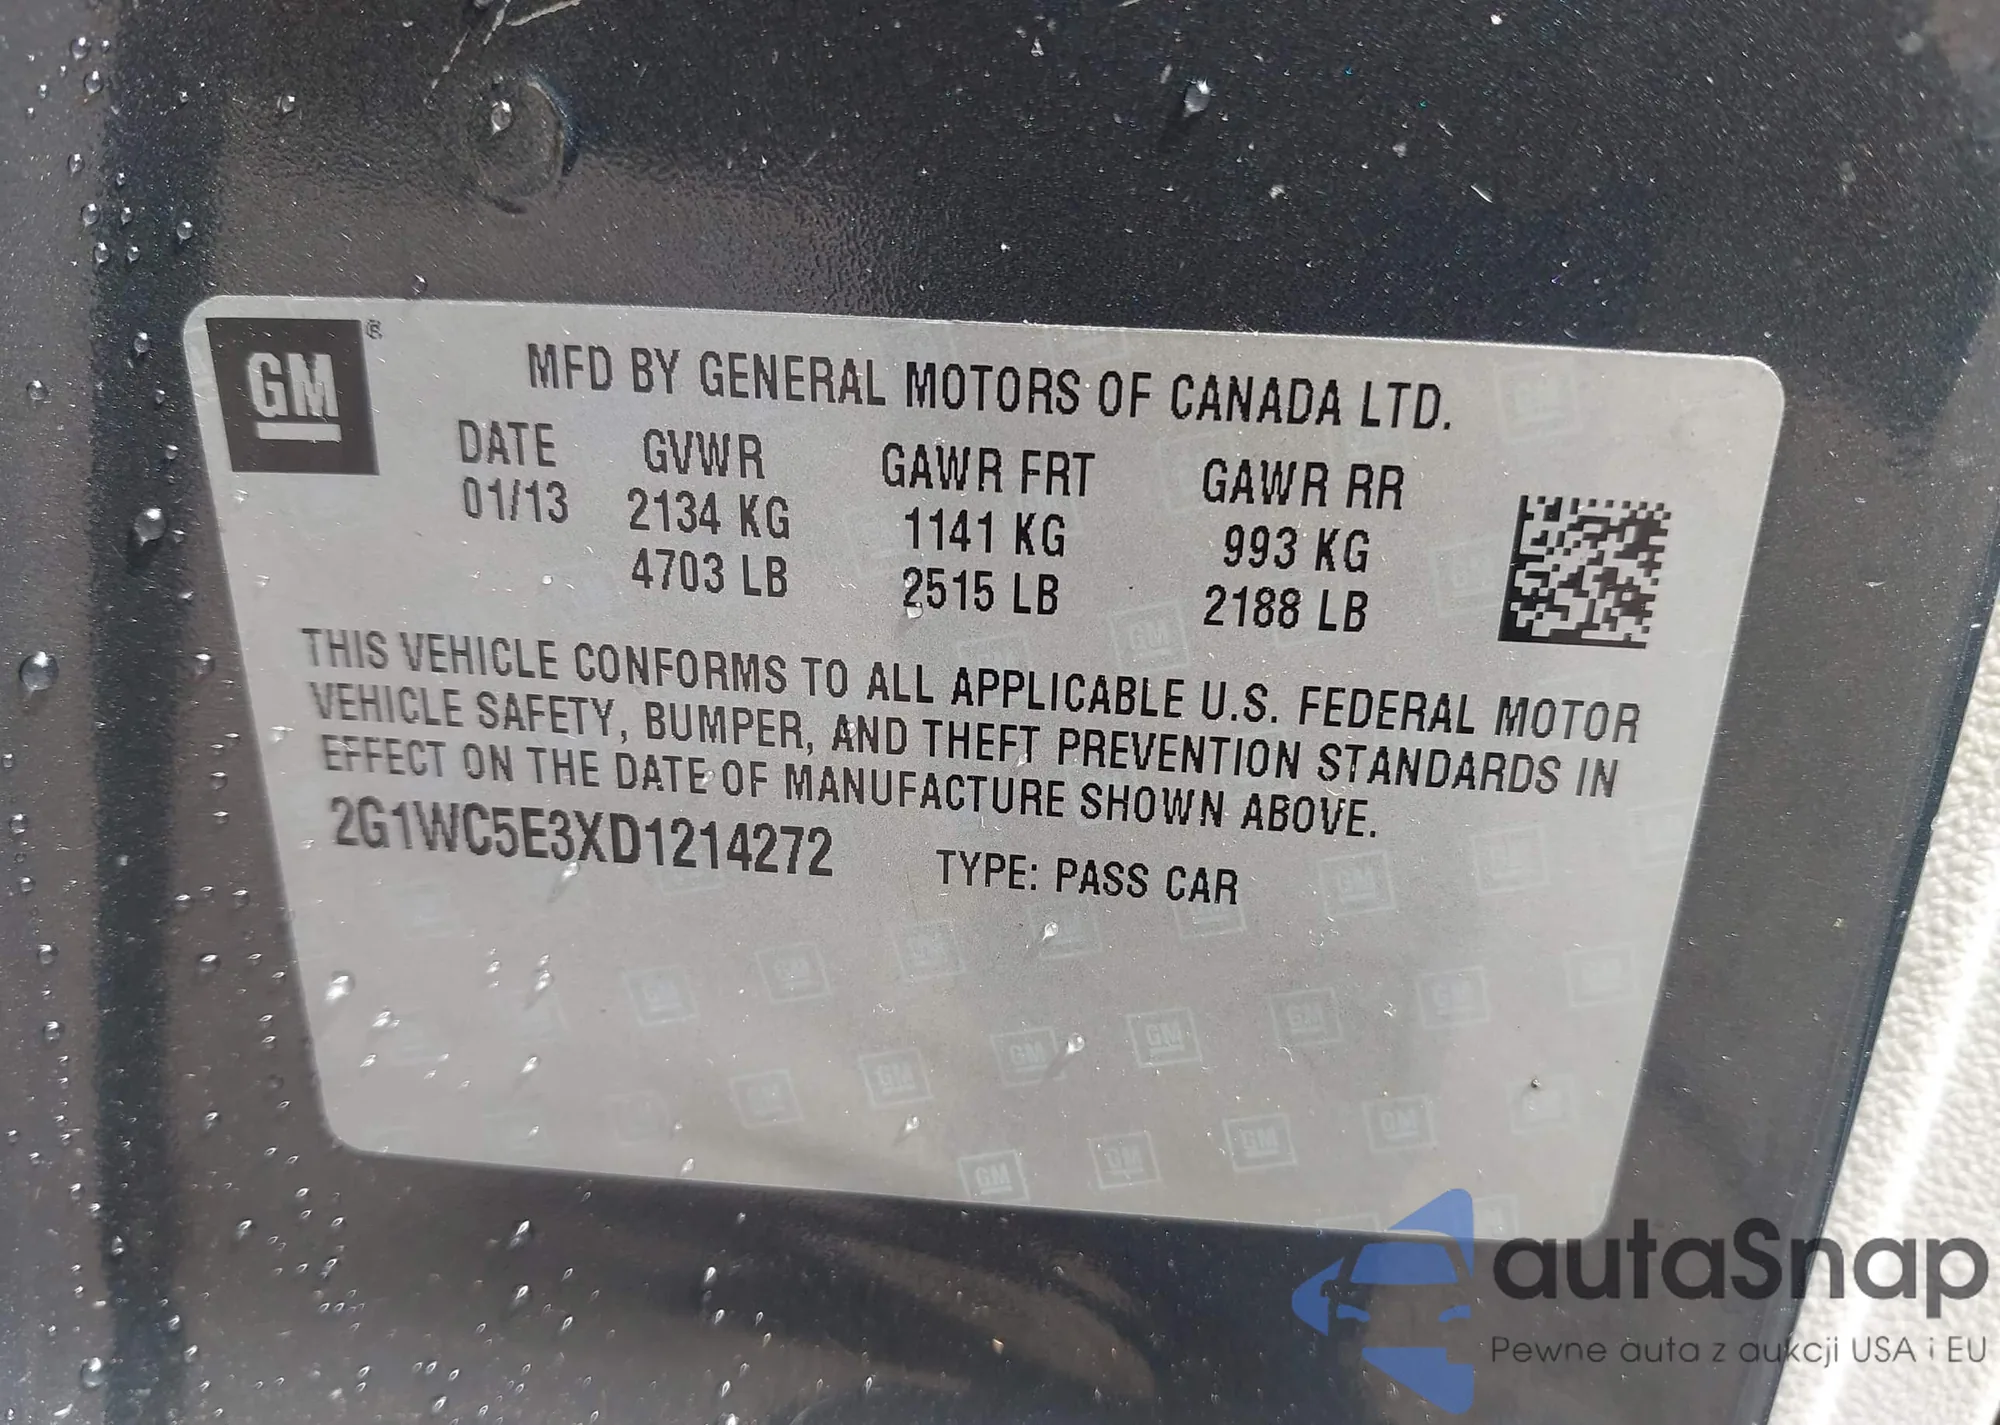 GM ®
MFD BY GENERAL MOTORS OF CANADA LTD.
DATE GVWR GAWR FRT GAWR RR
01/13 2134 KG 1141 KG 993 KG
4703 LB 2515 LB 2188 LB
THIS VEHICLE CONFORMS TO ALL APPLICABLE U.S. FEDERAL MOTOR
VEHICLE SAFETY, BUMPER, AND THEFT PREVENTION STANDARDS IN
EFFECT ON THE DATE OF MANUFACTURE SHOWN ABOVE.
2G1WC5E3XD1214272 TYPE: PASS CAR
autaSnap
Pewne auta z aukcji USA i EU